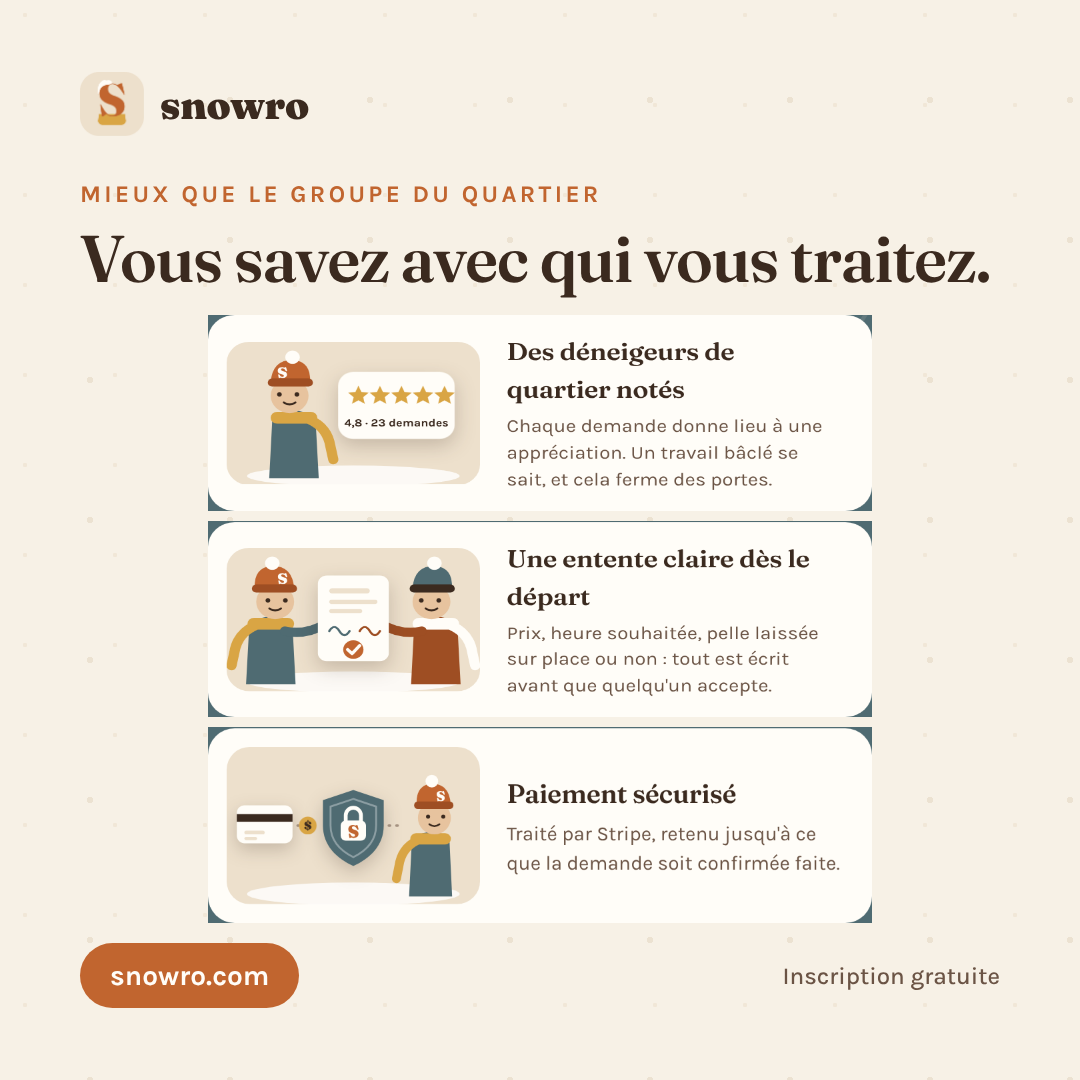 S
snowro
MIEUX QUE LE GROUPE DU QUARTIER
Vous savez avec qui vous traitez.
S
4,8 · 23 demandes
Des déneigeurs de
quartier notés
Chaque demande donne lieu à une
appréciation. Un travail bâclé se
sait, et cela ferme des portes.
S
Une entente claire dès le
départ
Prix, heure souhaitée, pelle laissée
sur place ou non : tout est écrit
avant que quelqu'un accepte.
$
S
S
Paiement sécurisé
Traité par Stripe, retenu jusqu'à ce
que la demande soit confirmée faite.
snowro.com
Inscription gratuite